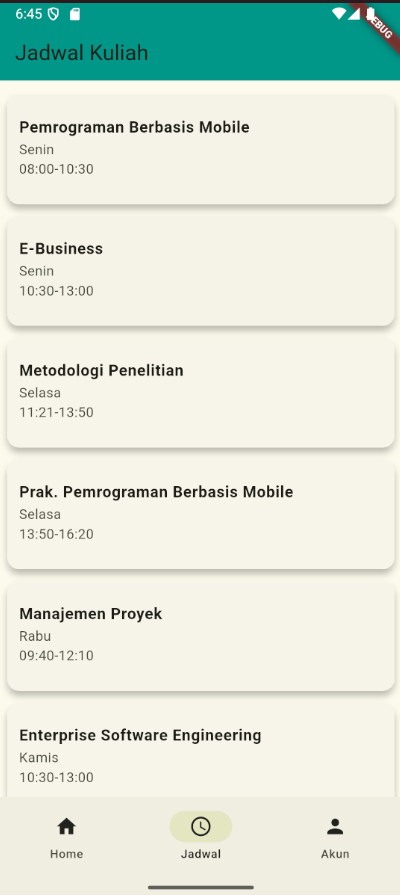 6:45
DEBUG
Jadwal Kuliah
Pemrograman Berbasis Mobile
Senin
08:00-10:30
E-Business
Senin
10:30-13:00
Metodologi Penelitian
Selasa
11:21-13:50
Prak. Pemrograman Berbasis Mobile
Selasa
13:50-16:20
Manajemen Proyek
Rabu
09:40-12:10
Enterprise Software Engineering
Kamis
10:30-13:00
Home
Jadwal
Akun